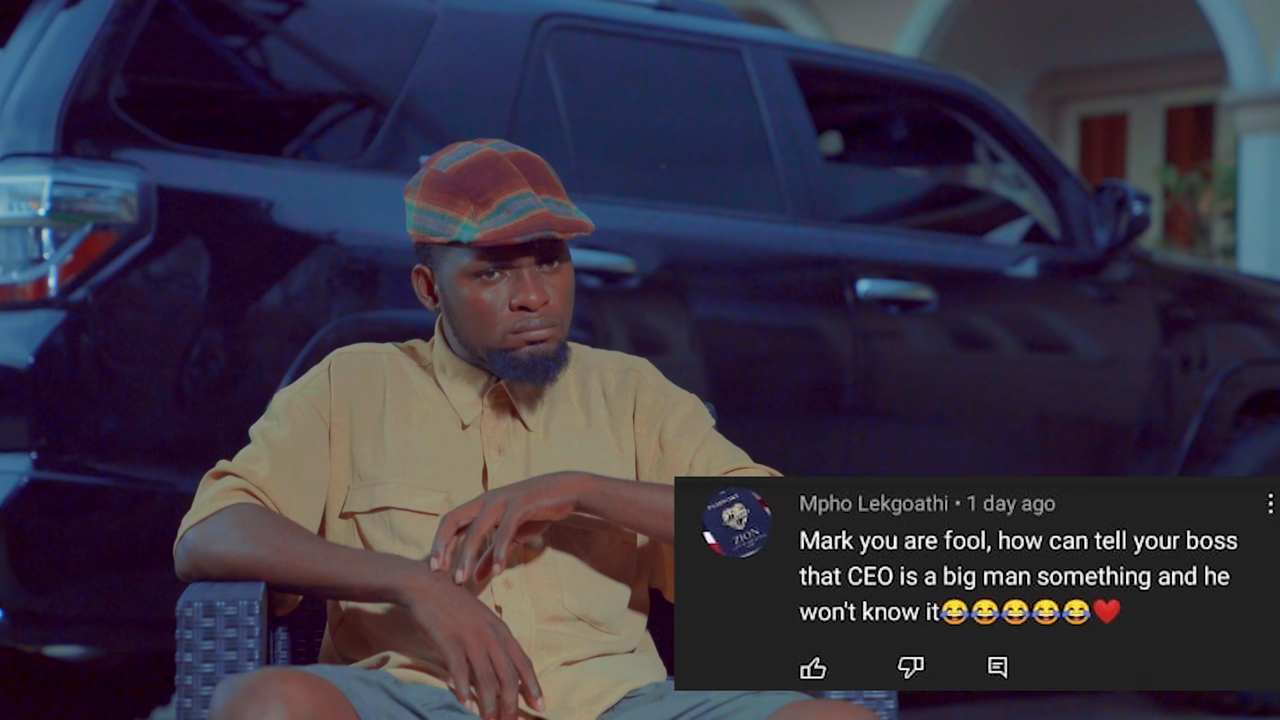 Mpho Lekgoathi • 1 day ago
Mark you are fool, how can tell your boss
that CEO is a big man something and he
won't know it😂😂😂😂😂❤️
ZION